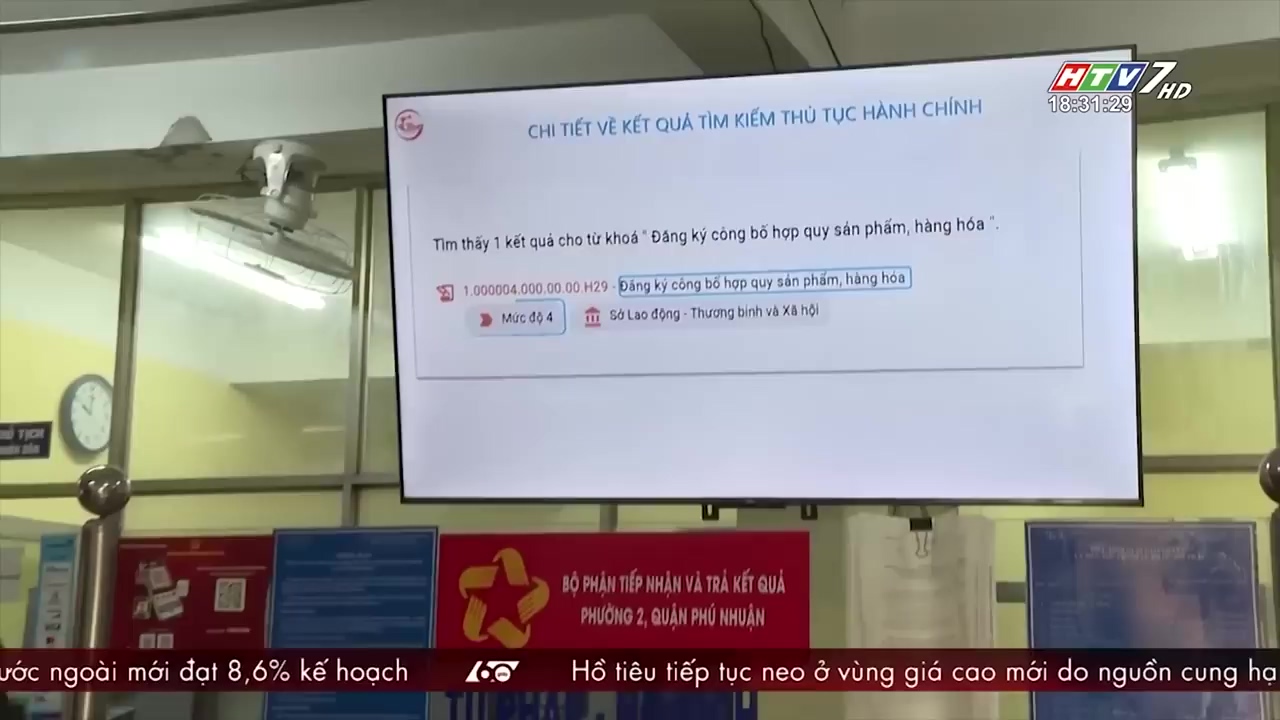 HTV7 HD
18:31:29
CHI TIẾT VỀ KẾT QUẢ TÌM KIẾM THỦ TỤC HÀNH CHÍNH
Tìm thấy 1 kết quả cho từ khoá " Đăng ký công bố hợp quy sản phẩm, hàng hóa ".
1.000004.000.00.00.H29 - Đăng ký công bố hợp quy sản phẩm, hàng hóa
Mức độ 4 Sở Lao động - Thương binh và Xã hội
TỊCH
BỘ PHẬN TIẾP NHẬN VÀ TRẢ KẾT QUẢ
PHƯỜNG 2, QUẬN PHÚ NHUẬN
ước ngoài mới đạt 8,6% kế hoạch 60 Hồ tiêu tiếp tục neo ở vùng giá cao mới do nguồn cung hạ